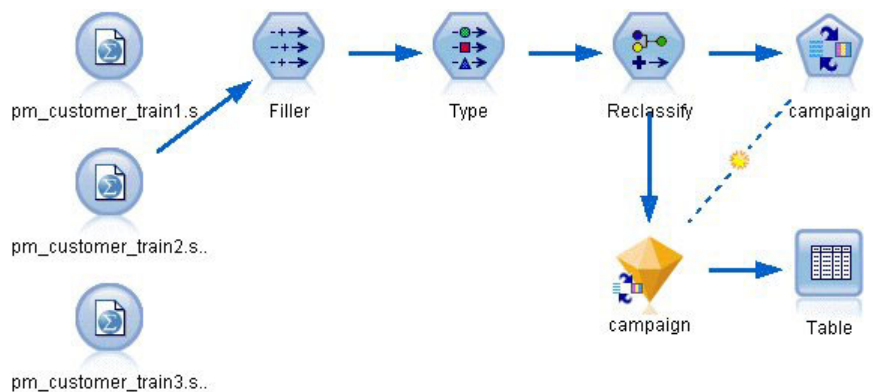 pm_customer_train1.s
Filler
Type
Reclassify
campaign
pm_customer_train2.s..
campaign
Table
pm_customer_train3.s..